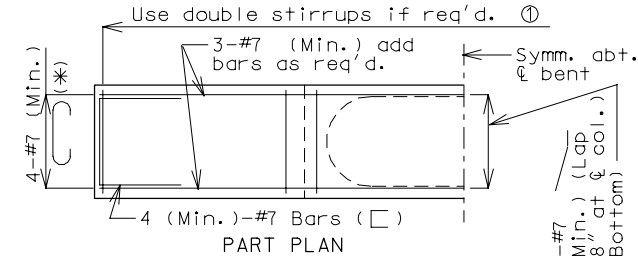 Use double stirrups if req'd. ①
3-#7 (Min.) add
bars as req'd.
Symm. abt.
℄ bent
4-#7 (Min.)
(*)
4 (Min.)-#7 Bars (⊏)
PART PLAN
-#7
Min.) (Lap
8" at ℄ col.)
Bottom)